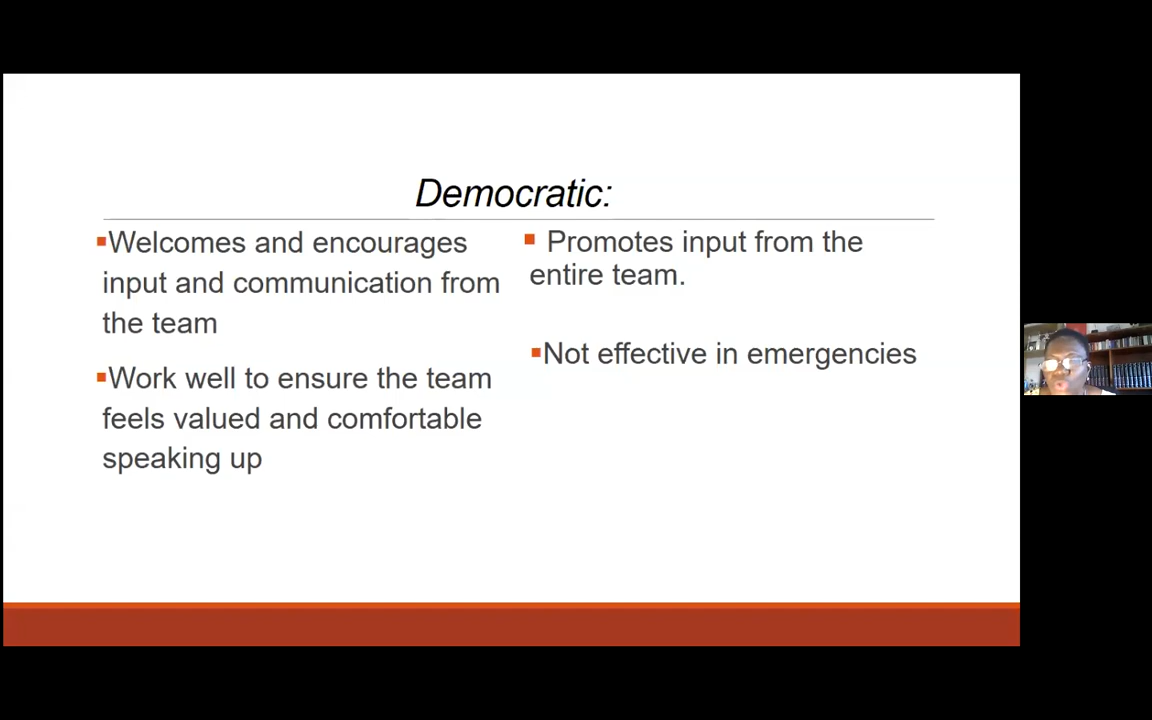 Democratic:
▪Welcomes and encourages
input and communication from
the team
▪Work well to ensure the team
feels valued and comfortable
speaking up
▪ Promotes input from the
entire team.
▪Not effective in emergencies